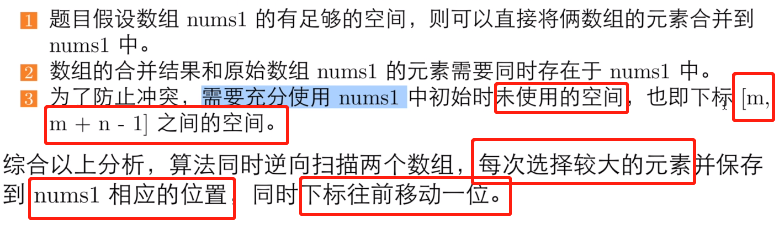 1 题目假设数组 nums1 的有足够的空间，则可以直接将俩数组的元素合并到
nums1 中。
2 数组的合并结果和原始数组 nums1 的元素需要同时存在于 nums1 中。
3 为了防止冲突，需要充分使用 nums1 中初始时未使用的空间，也即下标 [m,
m + n - 1] 之间的空间。
综合以上分析，算法同时逆向扫描两个数组，每次选择较大的元素并保存
到 nums1 相应的位置，同时下标往前移动一位。